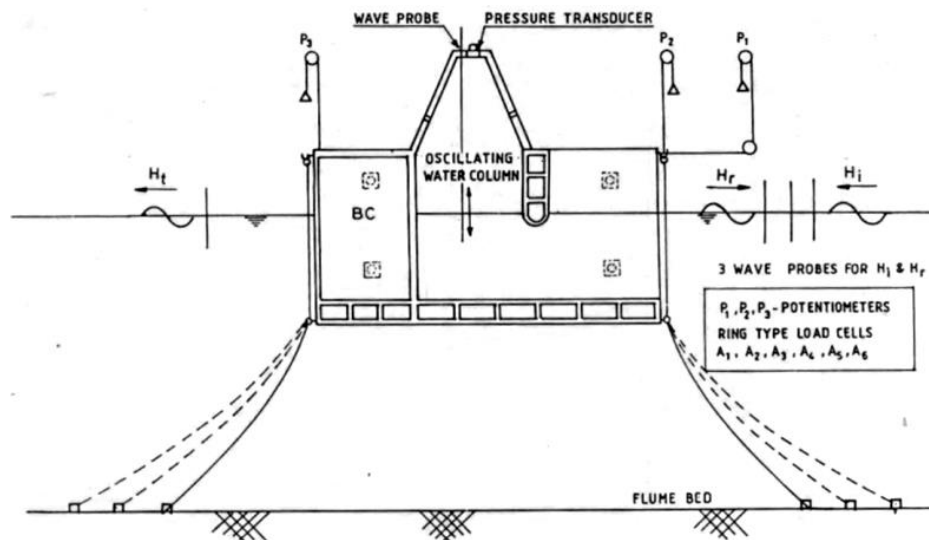 WAVE PROBE
PRESSURE TRANSDUCER
P3
P2
P1
OSCILLATING
WATER COLUMN
Ht
Hr
Hi
BC
3 WAVE PROBES FOR Hi & Hr
P1, P2, P3-POTENTIOMETERS
RING TYPE LOAD CELLS
A1, A2, A3, A4, A5, A6
FLUME BED